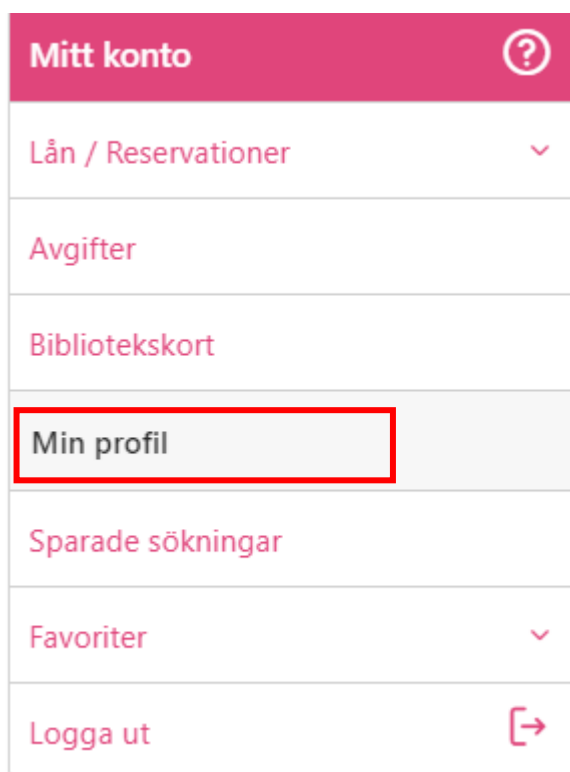 Mitt konto
Lån / Reservationer
Avgifter
Bibliotekskort
Min profil
Sparade sökningar
Favoriter
Logga ut